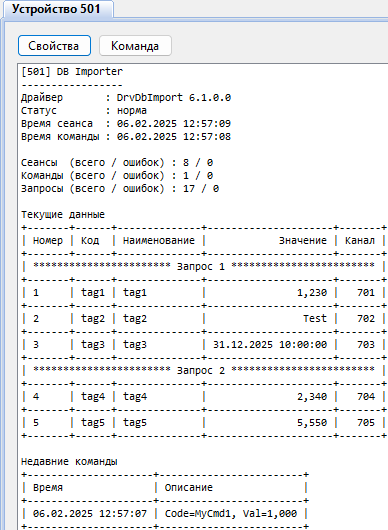 Устройство 501
Свойства Команда
[501] DB Importer
-----------------
Драйвер : DrvDbImport 6.1.0.0
Статус : норма
Время сеанса : 06.02.2025 12:57:09
Время команды : 06.02.2025 12:57:08
Сеансы (всего / ошибок) : 8 / 0
Команды (всего / ошибок) : 1 / 0
Запросы (всего / ошибок) : 17 / 0
Текущие данные
| Номер | Код | Наименование | Значение | Канал |
| *********************** Запрос 1 ************************ |
| 1 | tag1 | tag1 | 1,230 | 701 |
| 2 | tag2 | tag2 | Test | 702 |
| 3 | tag3 | tag3 | 31.12.2025 10:00:00 | 703 |
| *********************** Запрос 2 ************************ |
| 4 | tag4 | tag4 | 2,340 | 704 |
| 5 | tag5 | tag5 | 5,550 | 705 |
Недавние команды
| Время | Описание |
| 06.02.2025 12:57:07 | Code=MyCmd1, Val=1,000 |